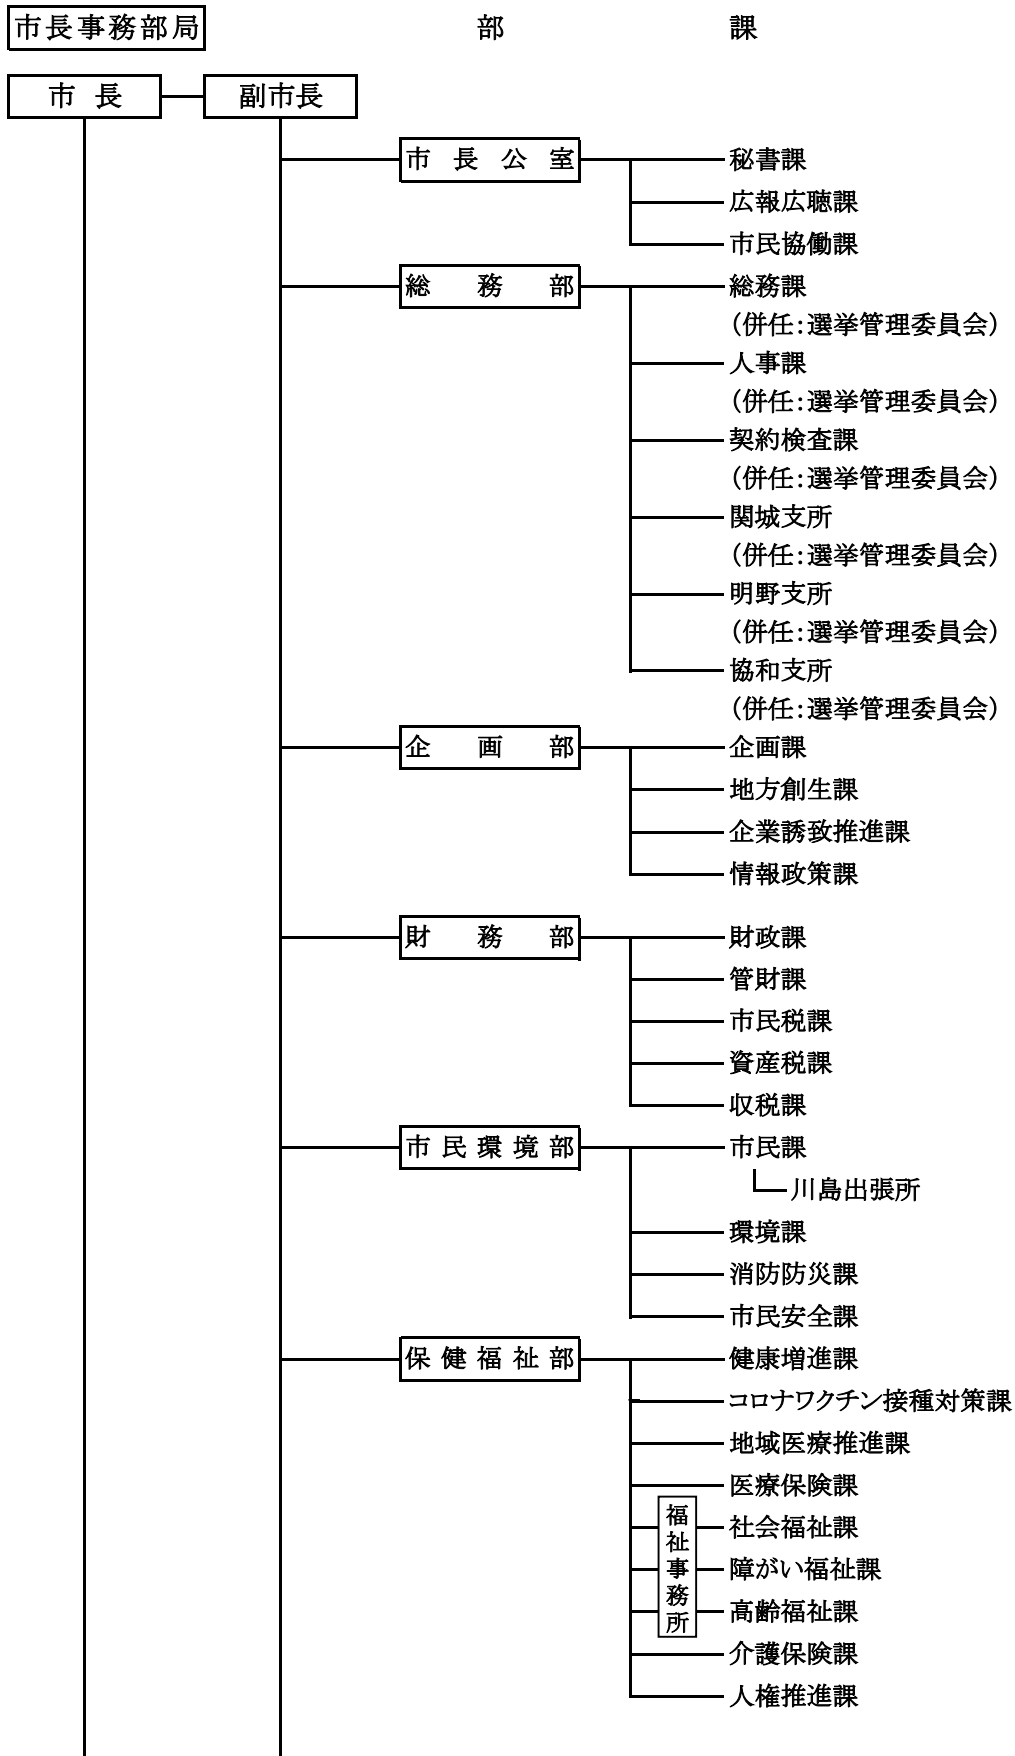 市長事務部局 部 課
市長 副市長
市長公室 秘書課
広報広聴課
市民協働課
総務部 総務課
（併任：選挙管理委員会）
人事課
（併任：選挙管理委員会）
契約検査課
（併任：選挙管理委員会）
関城支所
（併任：選挙管理委員会）
明野支所
（併任：選挙管理委員会）
協和支所
（併任：選挙管理委員会）
企画部 企画課
地方創生課
企業誘致推進課
情報政策課
財務部 財政課
管財課
市民税課
資産税課
収税課
市民環境部 市民課
川島出張所
環境課
消防防災課
市民安全課
保健福祉部 健康増進課
コロナワクチン接種対策課
地域医療推進課
医療保険課
福祉事務所
社会福祉課
障がい福祉課
高齢福祉課
介護保険課
人権推進課